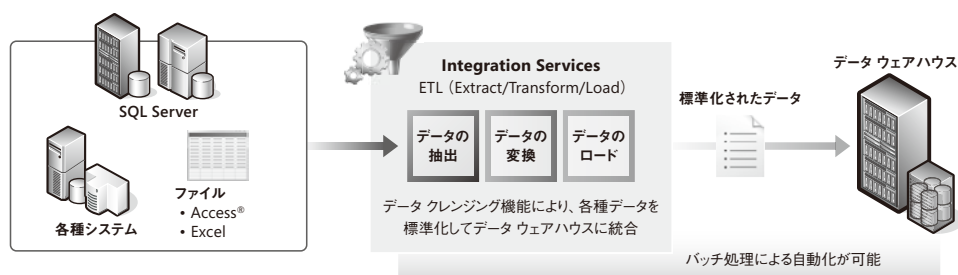 SQL Server
各種システム
ファイル
• Access®
• Excel
Integration Services
ETL（Extract/Transform/Load）
データの
抽出
データの
変換
データの
ロード
データ クレンジング機能により、各種データを
標準化してデータ ウェアハウスに統合
標準化されたデータ
データ ウェアハウス
バッチ処理による自動化が可能